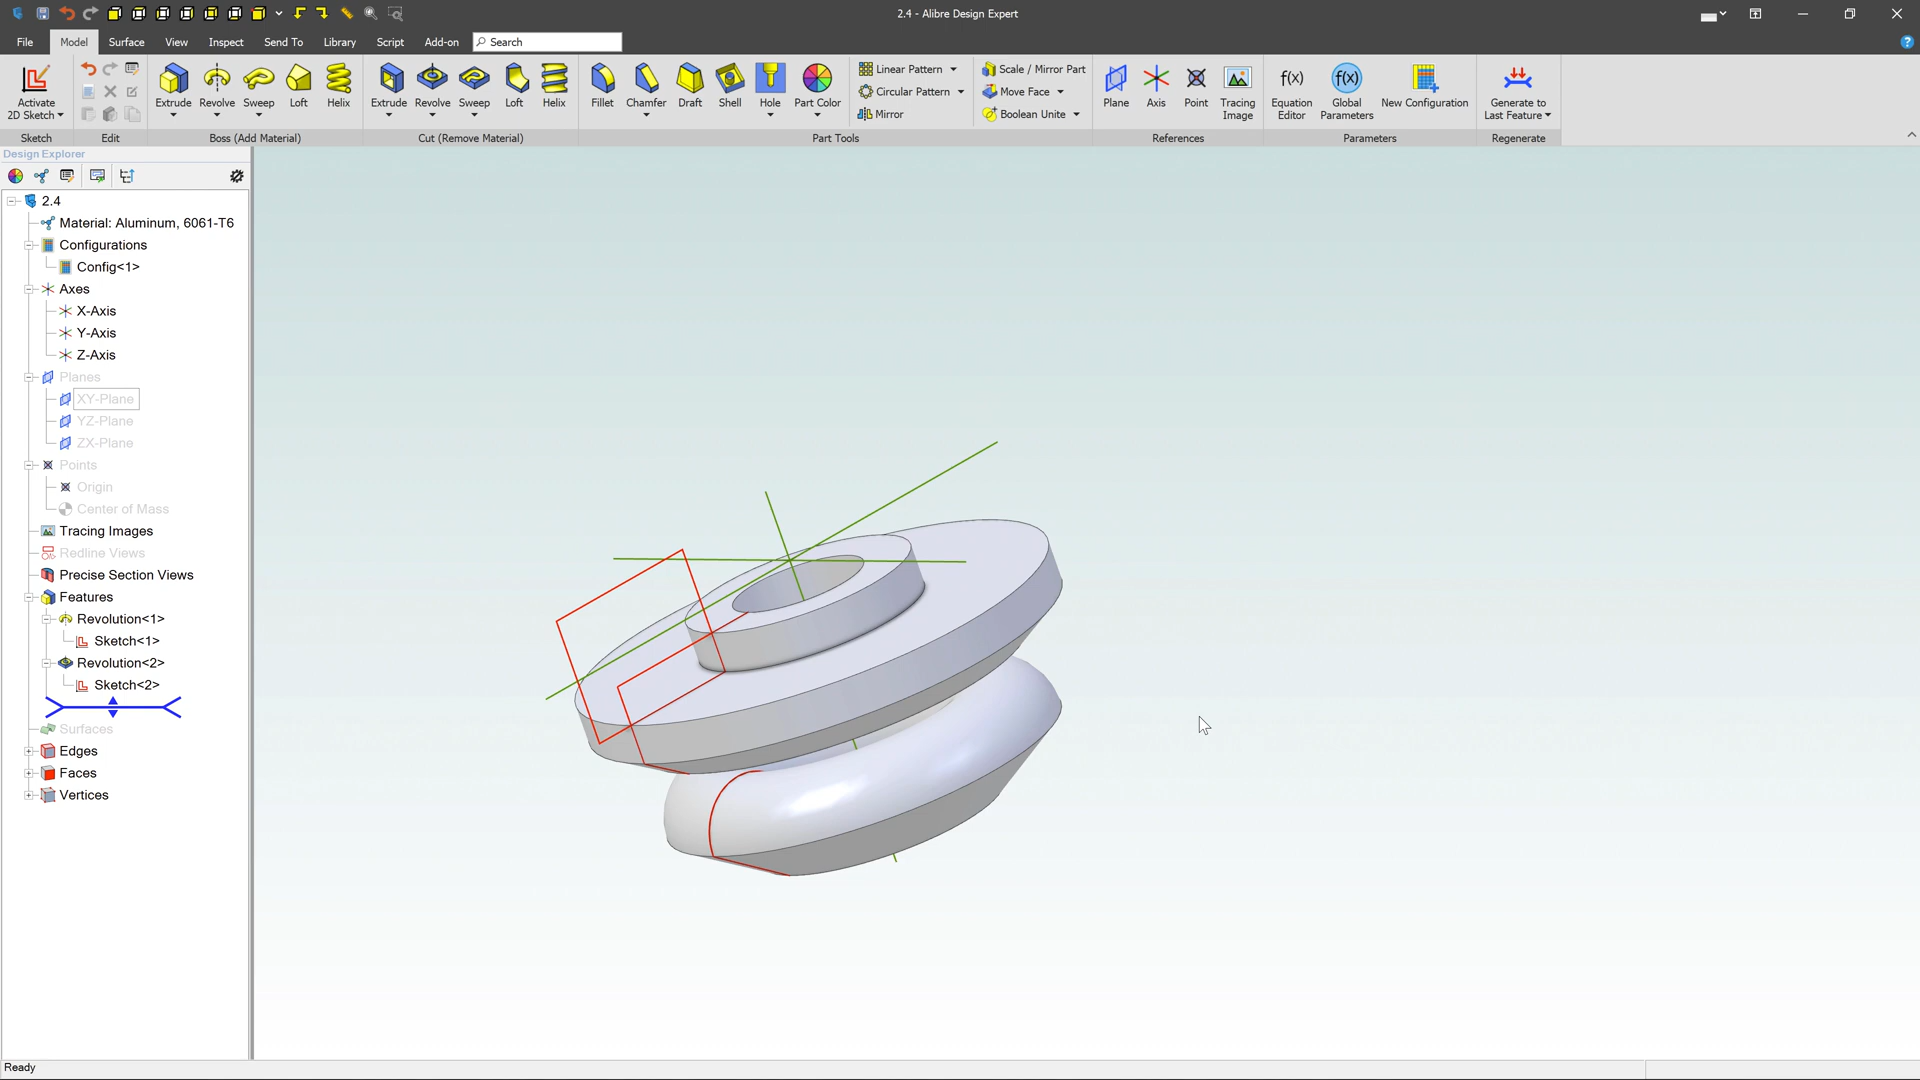 2.4 - Alibre Design Expert
File Model Surface View Inspect Send To Library Script Add-on Search
Activate 2D Sketch
Extrude Revolve Sweep Loft Helix
Extrude Revolve Sweep Loft Helix
Fillet Chamfer Draft Shell Hole Part Color
Linear Pattern
Circular Pattern
Mirror
Scale / Mirror Part
Move Face
Boolean Unite
Plane Axis Point Tracing Image
f(x) Equation Editor
f(x) Global Parameters
New Configuration
Generate to Last Feature
Sketch Edit Boss (Add Material) Cut (Remove Material) Part Tools References Parameters Regenerate
Design Explorer
2.4
Material: Aluminum, 6061-T6
Configurations
Config<1>
Axes
X-Axis
Y-Axis
Z-Axis
Planes
XY-Plane
YZ-Plane
ZX-Plane
Points
Origin
Center of Mass
Tracing Images
Redline Views
Precise Section Views
Features
Revolution<1>
Sketch<1>
Revolution<2>
Sketch<2>
Surfaces
Edges
Faces
Vertices
Ready